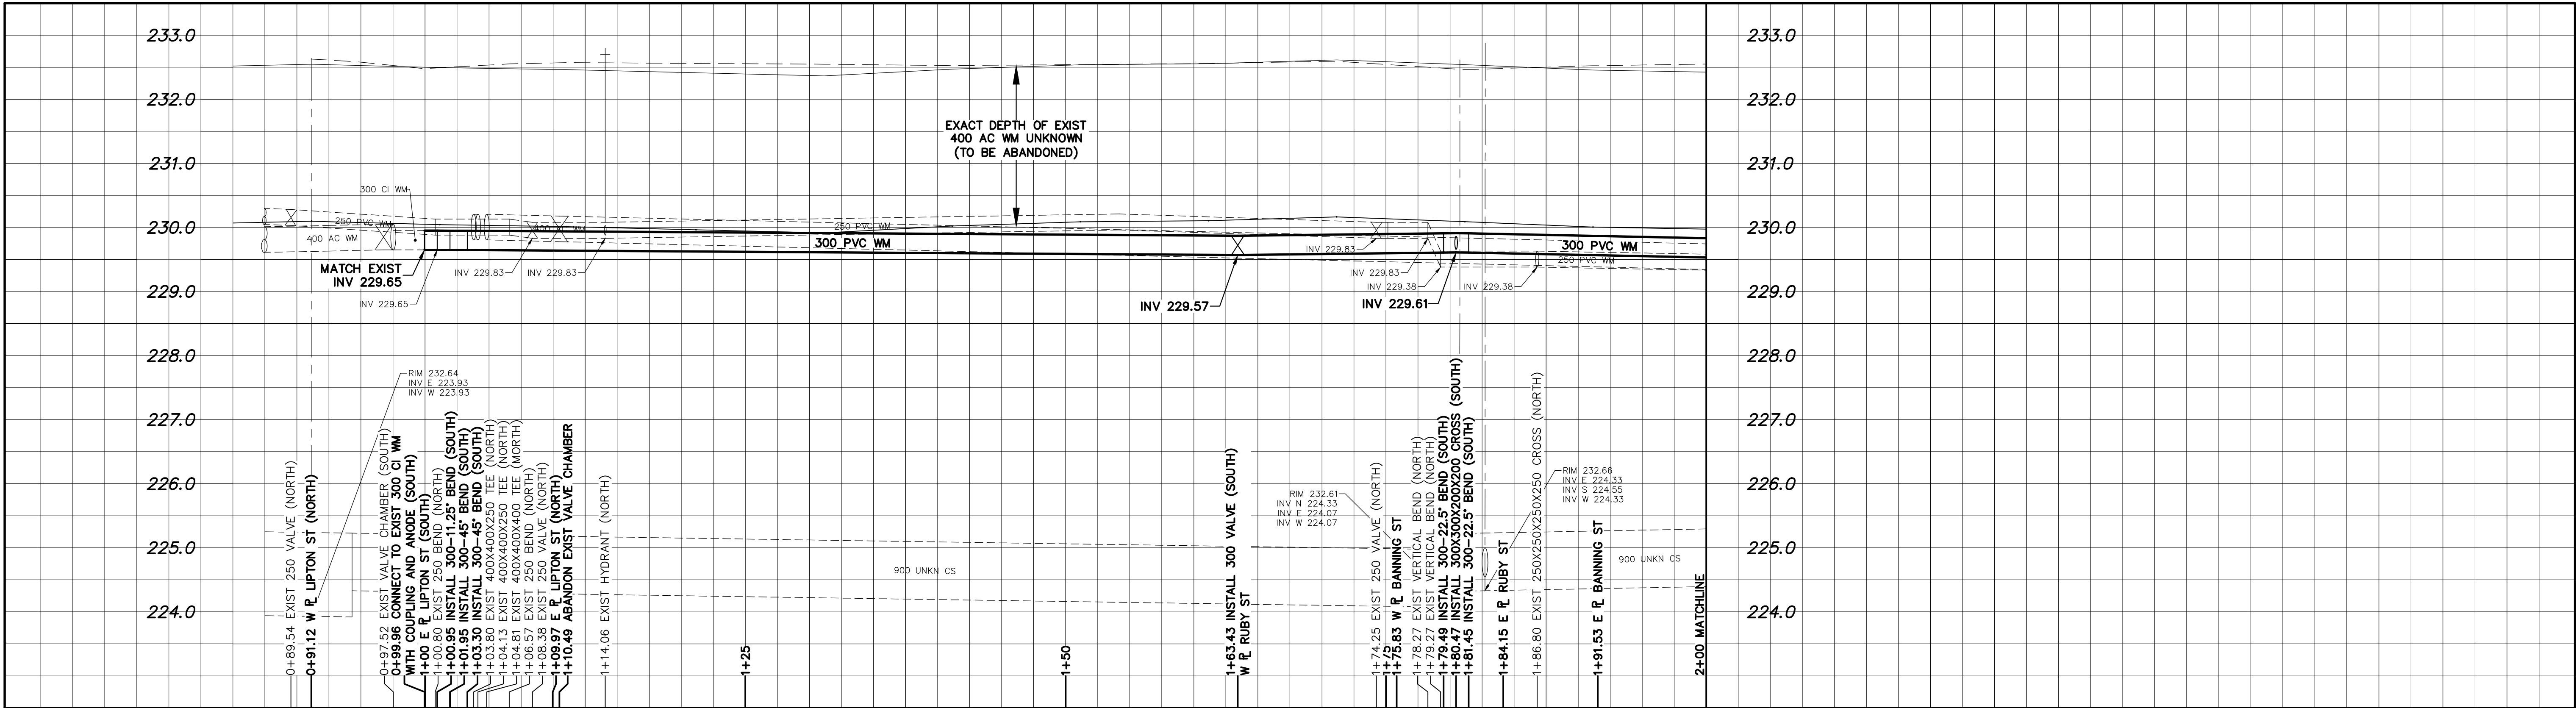 233.0
232.0
231.0
230.0
229.0
228.0
227.0
226.0
225.0
224.0
233.0
232.0
231.0
230.0
229.0
228.0
227.0
226.0
225.0
224.0
EXACT DEPTH OF EXIST
400 AC WM UNKNOWN
(TO BE ABANDONED)
300 CI WM
250 PVC WM
400 AC WM
MATCH EXIST
INV 229.65
INV 229.65
INV 229.83
INV 229.83
300 PVC WM
250 PVC WM
INV 229.57
INV 229.83
INV 229.83
INV 229.38
INV 229.61
INV 229.38
300 PVC WM
250 PVC WM
RIM 232.64
INV E 223.93
INV W 223.93
900 UNKN CS
RIM 232.61
INV N 224.33
INV E 224.07
INV W 224.07
RIM 232.66
INV E 224.33
INV S 224.55
INV W 224.33
900 UNKN CS
0+89.54 EXIST 250 VALVE (NORTH)
0+91.12 W PL LIPTON ST (NORTH)
0+97.52 EXIST VALVE CHAMBER (SOUTH)
0+99.96 CONNECT TO EXIST 300 CI WM
WITH COUPLING AND ANODE (SOUTH)
1+00 E PL LIPTON ST (SOUTH)
1+00.80 EXIST 250 BEND (NORTH)
1+00.95 INSTALL 300-11.25° BEND (SOUTH)
1+01.95 INSTALL 300-45° BEND (SOUTH)
1+03.30 INSTALL 300-45° BEND (SOUTH)
1+03.80 EXIST 400X400X250 TEE (NORTH)
1+04.13 EXIST 400X400X250 TEE (NORTH)
1+04.81 EXIST 400X400X400 TEE (MORTH)
1+06.57 EXIST 250 BEND (NORTH)
1+08.38 EXIST 250 VALVE (NORTH)
1+09.97 E PL LIPTON ST (NORTH)
1+10.49 ABANDON EXIST VALVE CHAMBER
1+14.06 EXIST HYDRANT (NORTH)
1+25
1+50
1+63.43 INSTALL 300 VALVE (SOUTH)
W PL RUBY ST
1+74.25 EXIST 250 VALVE (NORTH)
1+75
1+75.83 W PL BANNING ST
1+78.27 EXIST VERTICAL BEND (NORTH)
1+79.27 EXIST VERTICAL BEND (NORTH)
1+79.49 INSTALL 300-22.5° BEND (SOUTH)
1+80.47 INSTALL 300X300X200X200 CROSS (SOUTH)
1+81.45 INSTALL 300-22.5° BEND (SOUTH)
1+84.15 E PL RUBY ST
1+86.80 EXIST 250X250X250X250 CROSS (NORTH)
1+91.53 E PL BANNING ST
2+00 MATCHLINE